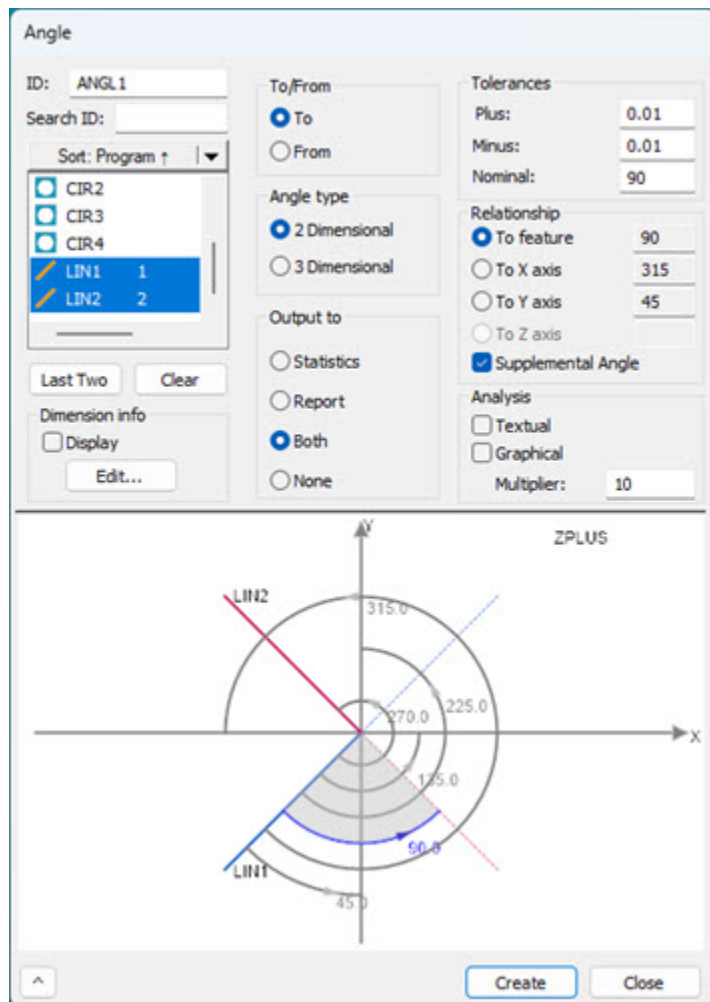 Angle
ID: ANGL1
Search ID:
Sort: Program ↑
CIR2
CIR3
CIR4
LIN1 1
LIN2 2
Last Two Clear
Dimension info
Display
Edit...
To/From
To
From
Angle type
2 Dimensional
3 Dimensional
Output to
Statistics
Report
Both
None
Tolerances
Plus: 0.01
Minus: 0.01
Nominal: 90
Relationship
To feature 90
To X axis 315
To Y axis 45
To Z axis
Supplemental Angle
Analysis
Textual
Graphical
Multiplier: 10
Y
ZPLUS
LIN2
315.0
225.0
270.0
X
135.0
90.0
LIN1
45.0
Create Close